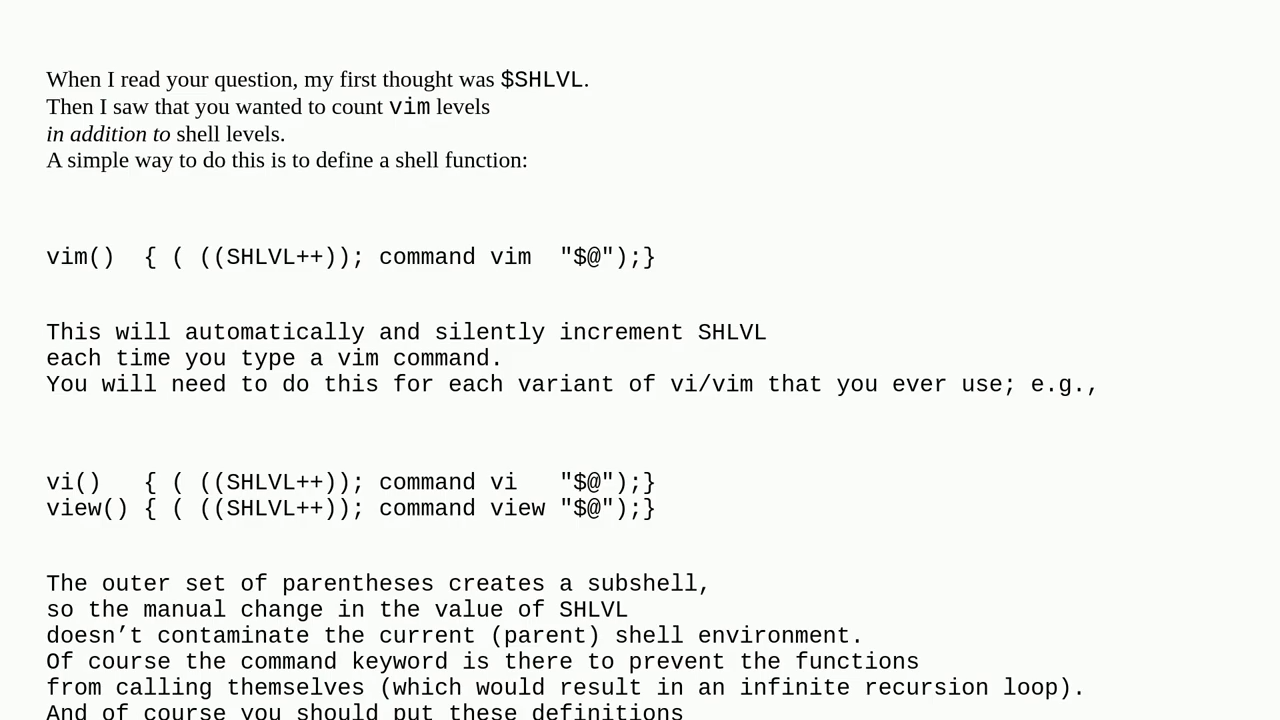 When I read your question, my first thought was $SHLVL.
Then I saw that you wanted to count vim levels
in addition to shell levels.
A simple way to do this is to define a shell function:
vim()  { ( ((SHLVL++)); command vim  "$@");}
This will automatically and silently increment SHLVL
each time you type a vim command.
You will need to do this for each variant of vi/vim that you ever use; e.g.,
vi()   { ( ((SHLVL++)); command vi   "$@");}
view() { ( ((SHLVL++)); command view "$@");}
The outer set of parentheses creates a subshell,
so the manual change in the value of SHLVL
doesn’t contaminate the current (parent) shell environment.
Of course the command keyword is there to prevent the functions
from calling themselves (which would result in an infinite recursion loop).
And of course you should put these definitions